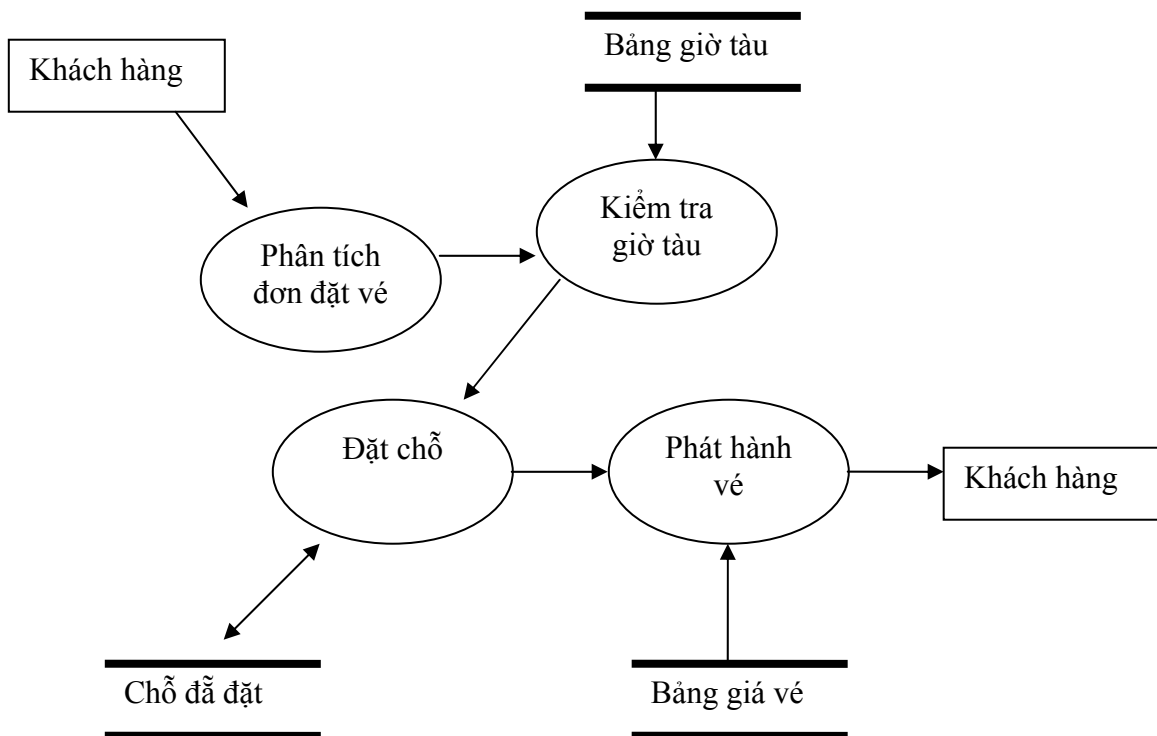 Bảng giờ tàu
Khách hàng
Kiểm tra
giờ tàu
Phân tích
đơn đặt vé
Đặt chỗ
Phát hành
vé
Khách hàng
Chỗ đẵ đặt
Bảng giá vé